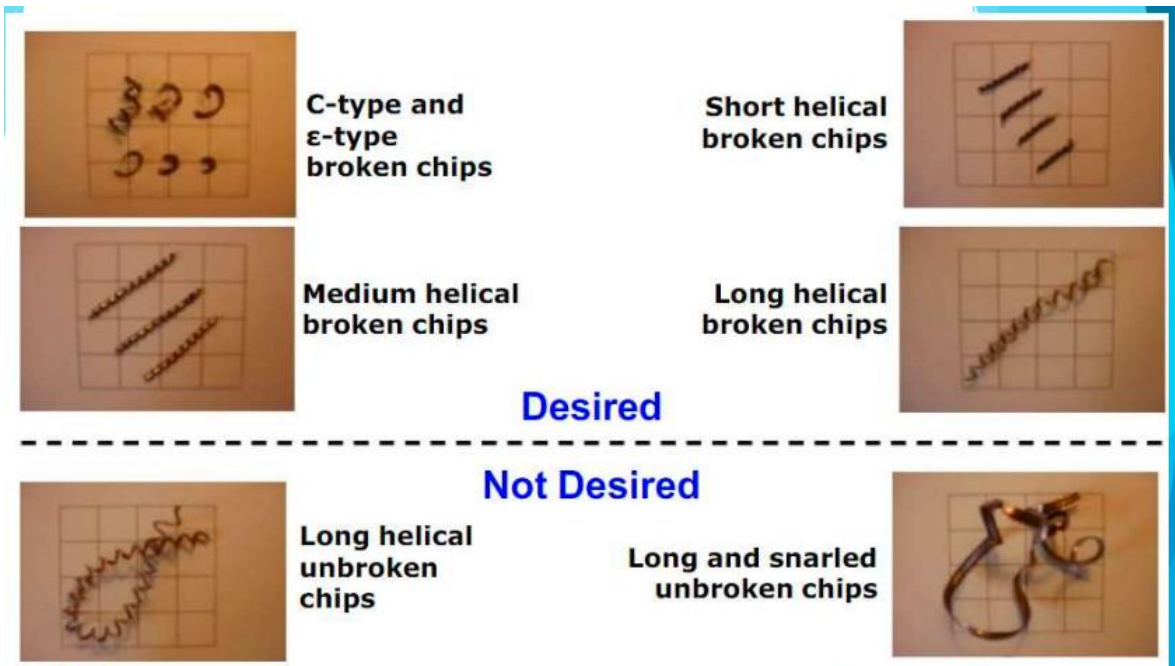 C-type and
ε-type
broken chips
Short helical
broken chips
Medium helical
broken chips
Long helical
broken chips
Desired
Not Desired
Long helical
unbroken
chips
Long and snarled
unbroken chips